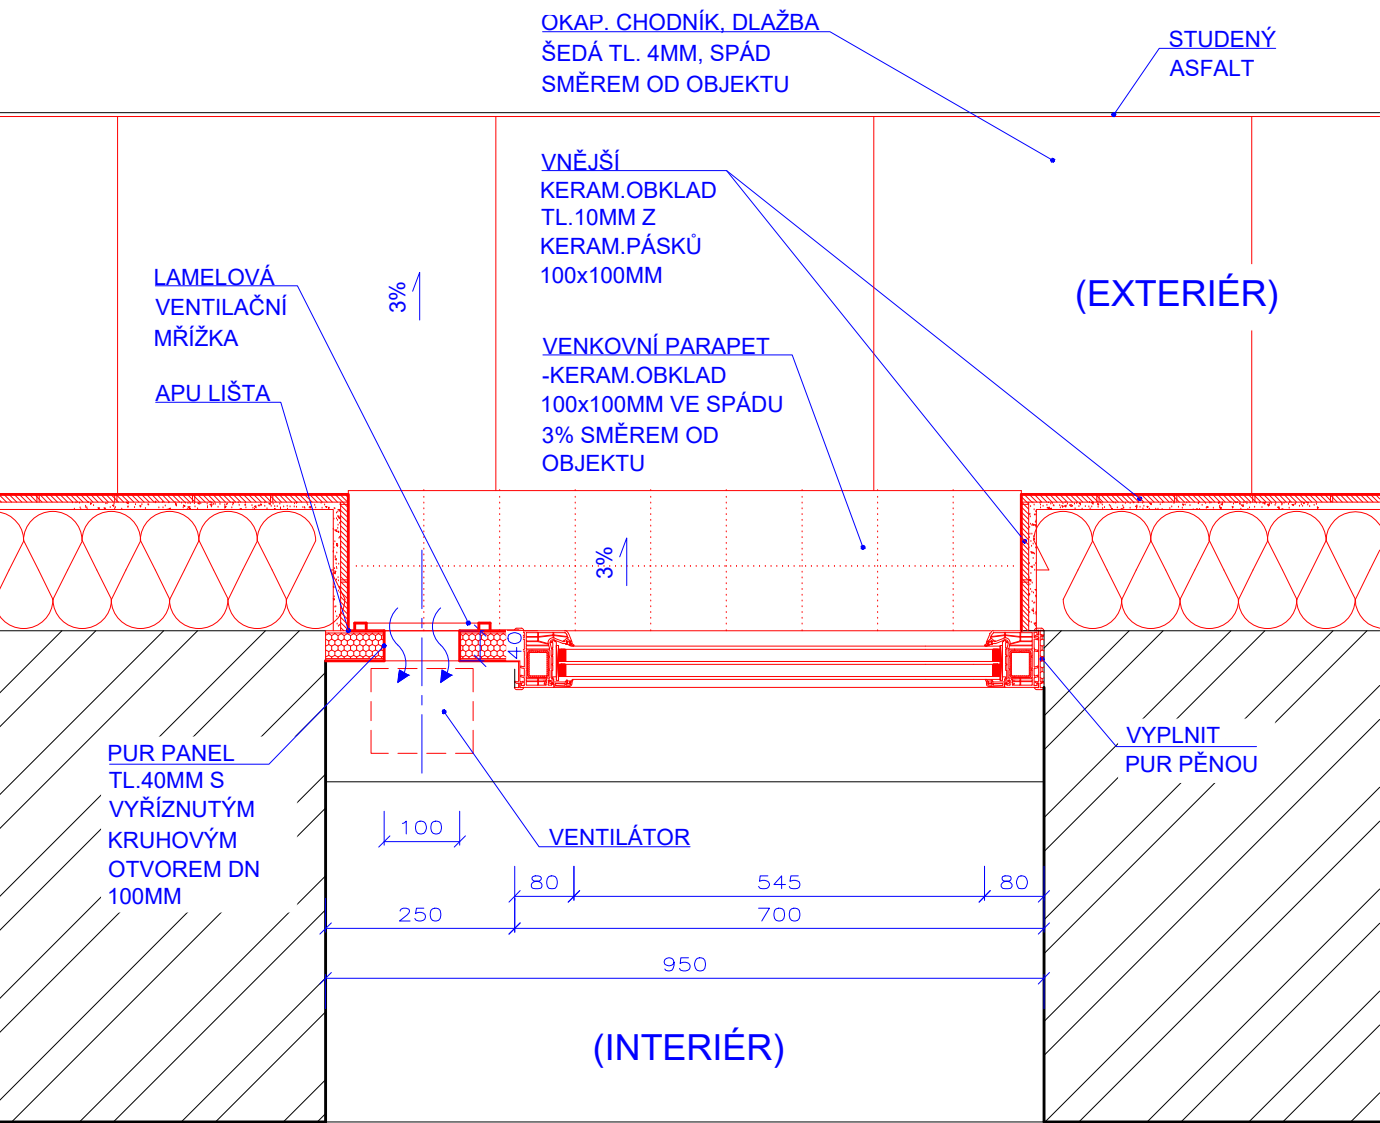 OKAP. CHODNÍK, DLAŽBA
ŠEDÁ TL. 4MM, SPÁD
SMĚREM OD OBJEKTU
STUDENÝ
ASFALT
VNĚJŠÍ
KERAM.OBKLAD
TL.10MM Z
KERAM.PÁSKŮ
100x100MM
(EXTERIÉR)
LAMELOVÁ
VENTILAČNÍ
MŘÍŽKA
3%
APU LIŠTA
VENKOVNÍ PARAPET
-KERAM.OBKLAD
100x100MM VE SPÁDU
3% SMĚREM OD
OBJEKTU
3%
40
PUR PANEL
TL.40MM S
VYŘÍZNUTÝM
KRUHOVÝM
OTVOREM DN
100MM
VYPLNIT
PUR PĚNOU
100
VENTILÁTOR
80 545 80
250 700
950
(INTERIÉR)